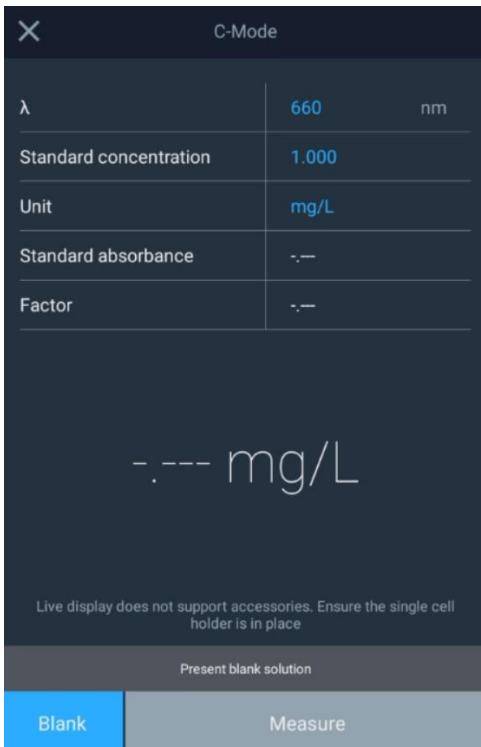 C-Mode
λ 660 nm
Standard concentration 1.000
Unit mg/L
Standard absorbance -.---
Factor -.---
-.--- mg/L
Live display does not support accessories. Ensure the single cell
holder is in place
Present blank solution
Blank Measure